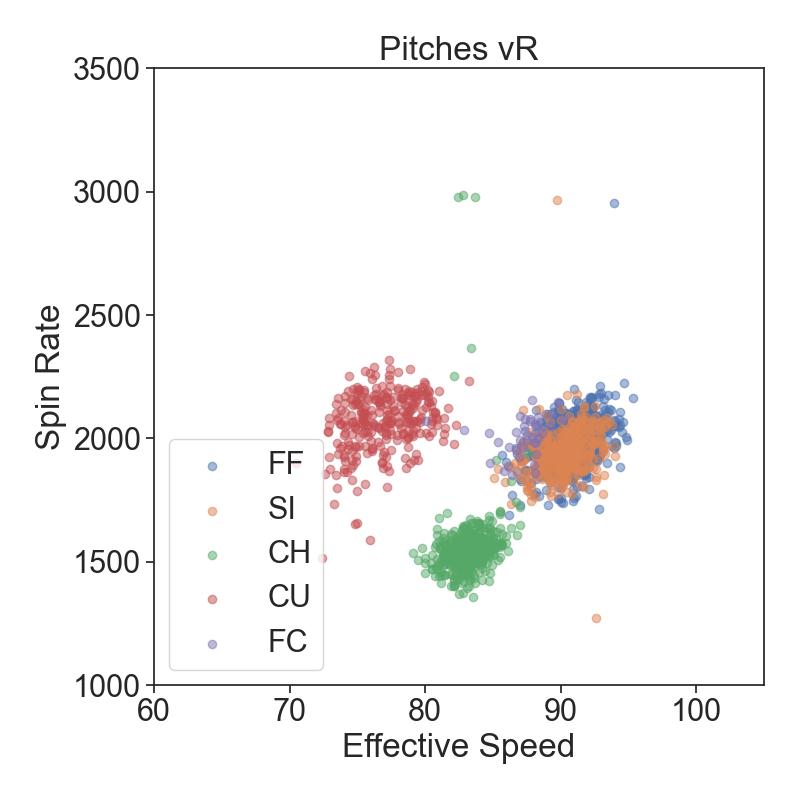 Pitches vR
3500
3000
2500
2000
1500
1000
Spin Rate
FF
SI
CH
CU
FC
60 70 80 90 100
Effective Speed